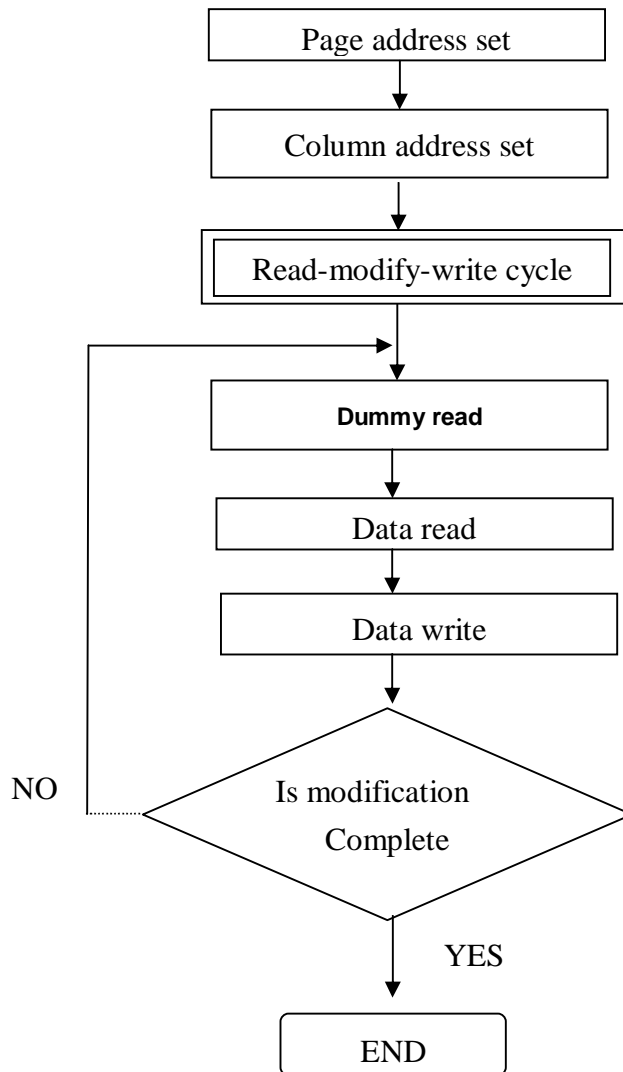 Page address set
Column address set
Read-modify-write cycle
Dummy read
Data read
Data write
NO
Is modification
Complete
YES
END